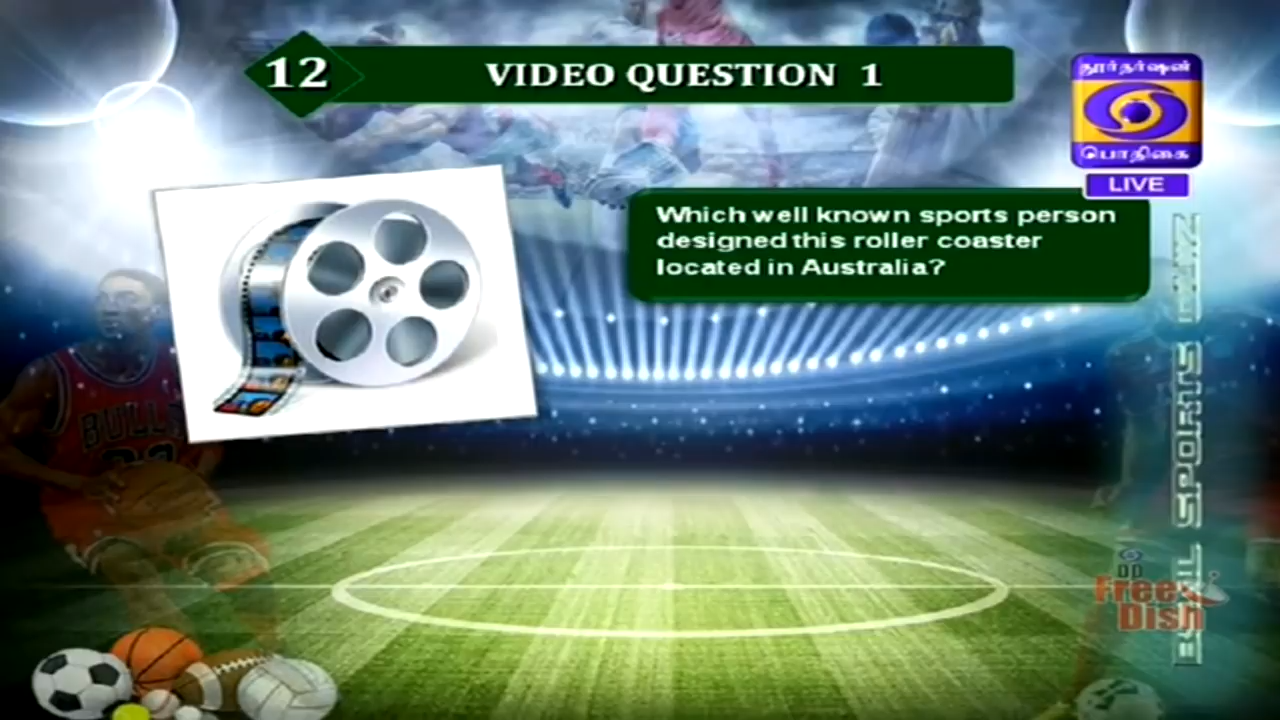 12
VIDEO QUESTION 1
தூர்தர்ஷன்
பொதிகை
LIVE
Which well known sports person
designed this roller coaster
located in Australia?
BULL
SPORTS
DD
Free
Dish